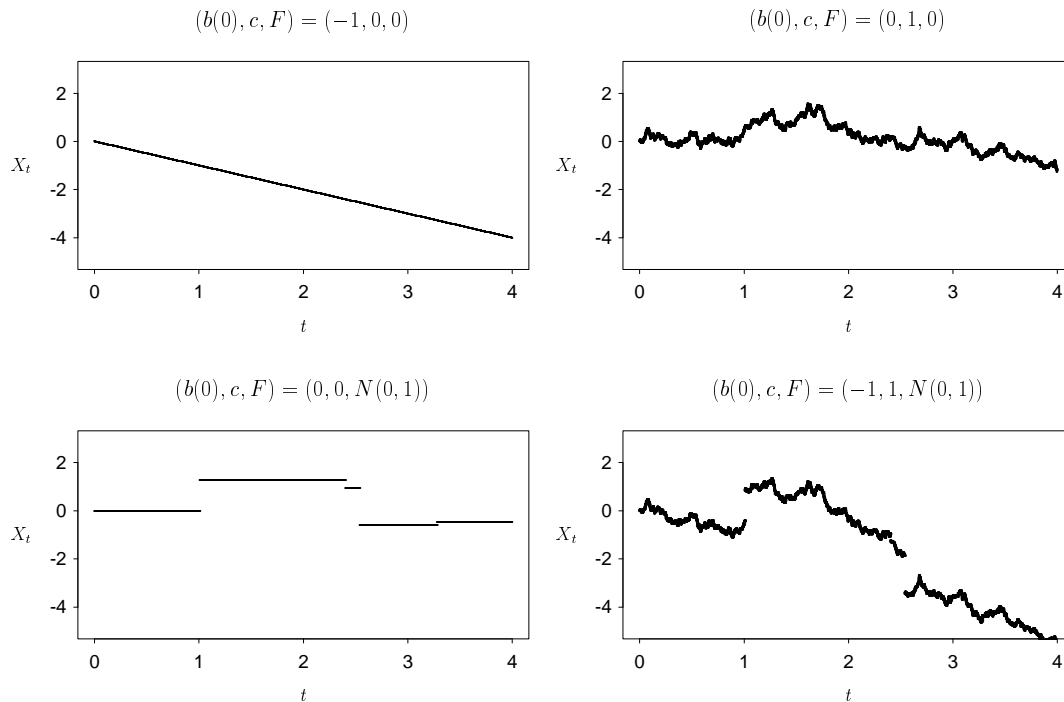 (b(0), c, F) = (−1, 0, 0)
2
0
-2
-4
X_t
0 1 2 3 4
t
(b(0), c, F) = (0, 1, 0)
2
0
-2
-4
X_t
0 1 2 3 4
t
(b(0), c, F) = (0, 0, N(0, 1))
2
0
-2
-4
X_t
0 1 2 3 4
t
(b(0), c, F) = (−1, 1, N(0, 1))
2
0
-2
-4
X_t
0 1 2 3 4
t